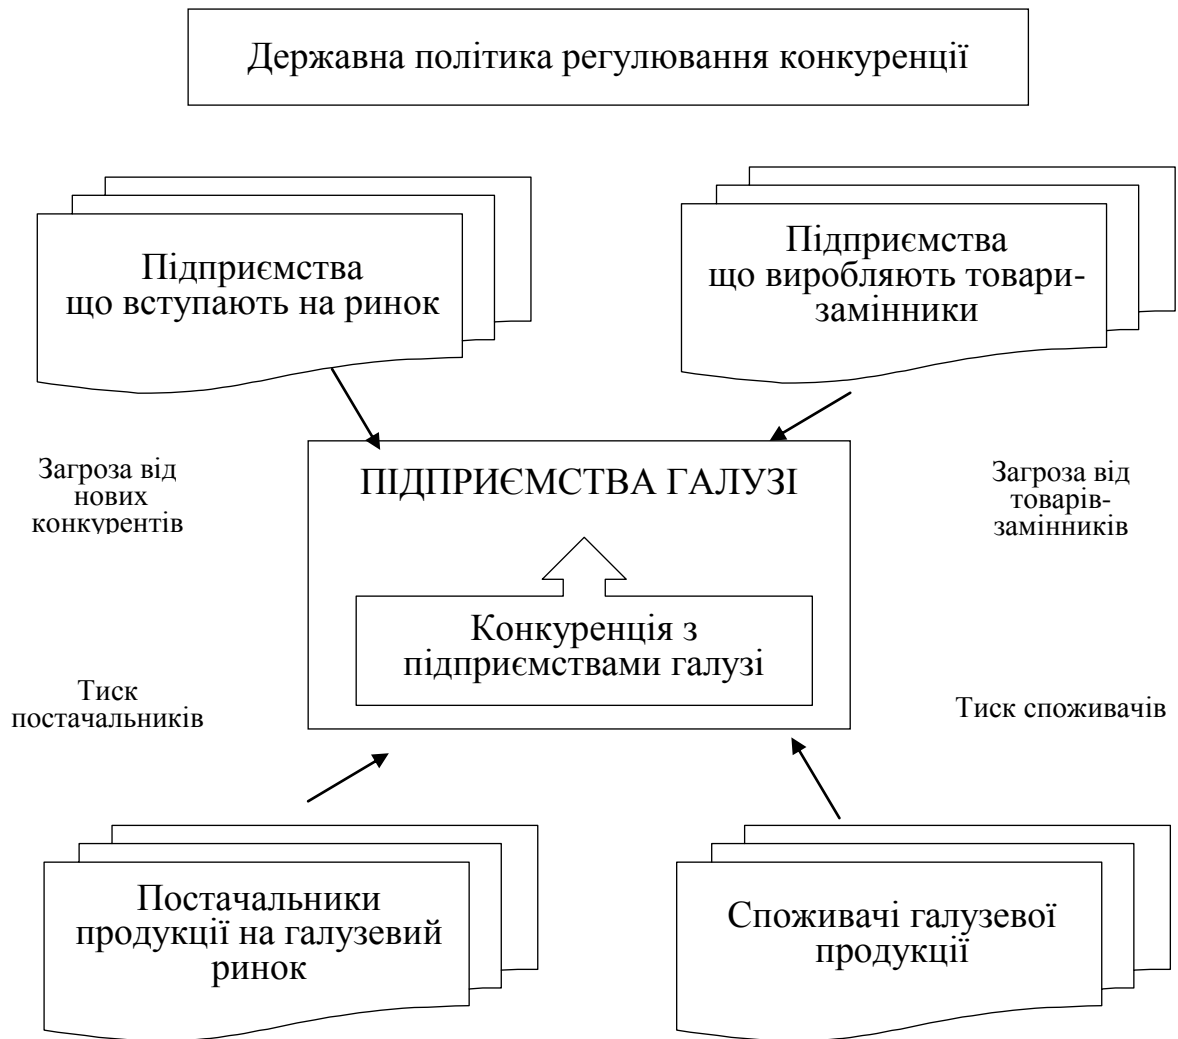 Державна політика регулювання конкуренції
Підприємства
що вступають на ринок
Підприємства
що виробляють товари-
замінники
Загроза від
нових
конкурентів
ПІДПРИЄМСТВА ГАЛУЗІ
Загроза від
товарів-
замінників
Конкуренція з
підприємствами галузі
Тиск
постачальників
Тиск споживачів
Постачальники
продукції на галузевий
ринок
Споживачі галузевої
продукції